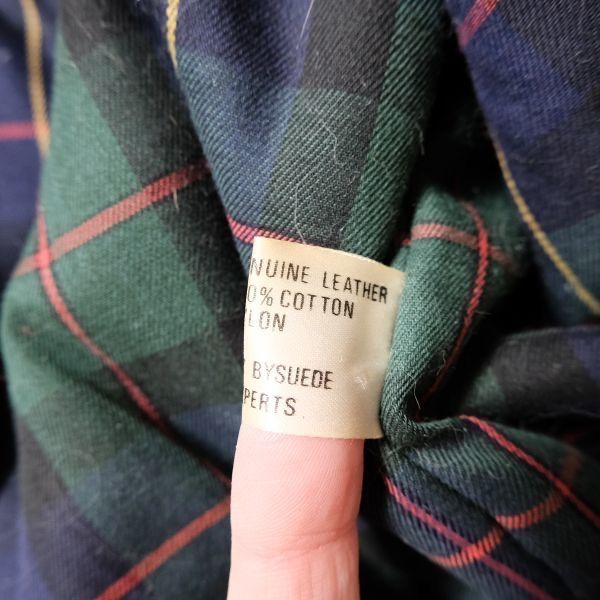 NUINE LEATHER
0% COTTON
LON
BYSUEDE
PERTS